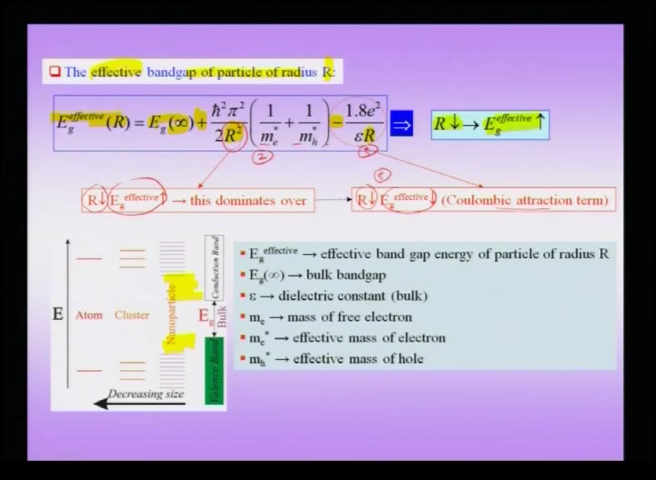 ❑ The effective bandgap of particle of radius R:
E_g^effective (R) = E_g(∞) + ħ²π²/2R² (1/m_e* + 1/m_h*) − 1.8e²/εR ⇒ R ↓ → E_g^effective ↑
2
3
3
R↓ E_g^effective ↑ → this dominates over
R↓ E_g^effective ↓ (Coulombic attraction term)
E
Atom
Cluster
Nanoparticle
Conduction Band
E_g
Bulk
Valence Band
Decreasing size
▪ E_g^effective → effective band gap energy of particle of radius R
▪ E_g(∞) → bulk bandgap
▪ ε → dielectric constant (bulk)
▪ m_e → mass of free electron
▪ m_e* → effective mass of electron
▪ m_h* → effective mass of hole